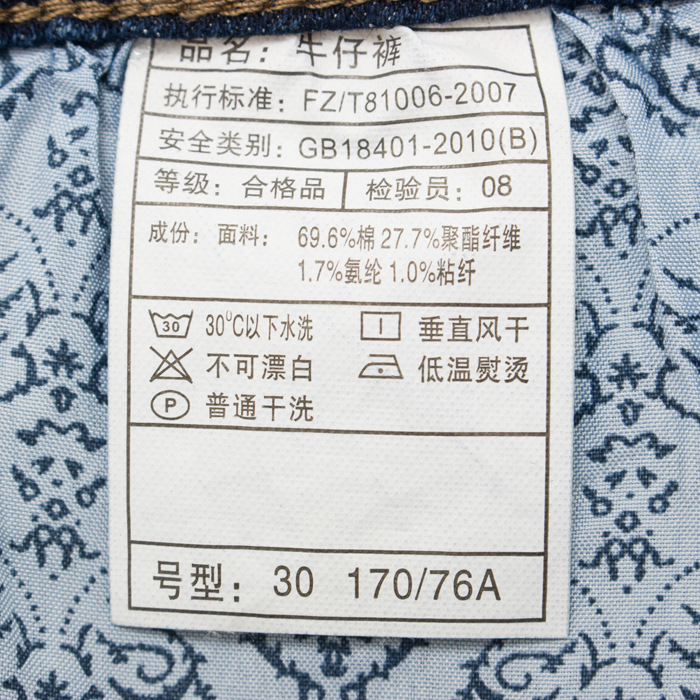 品名：牛仔裤
执行标准：FZ/T81006-2007
安全类别：GB18401-2010(B)
等级：合格品 检验员：08
成份：面料：69.6%棉 27.7%聚酯纤维
1.7%氨纶 1.0%粘纤
30 30°C以下水洗 垂直风干
不可漂白 低温熨烫
P 普通干洗
号型：30 170/76A